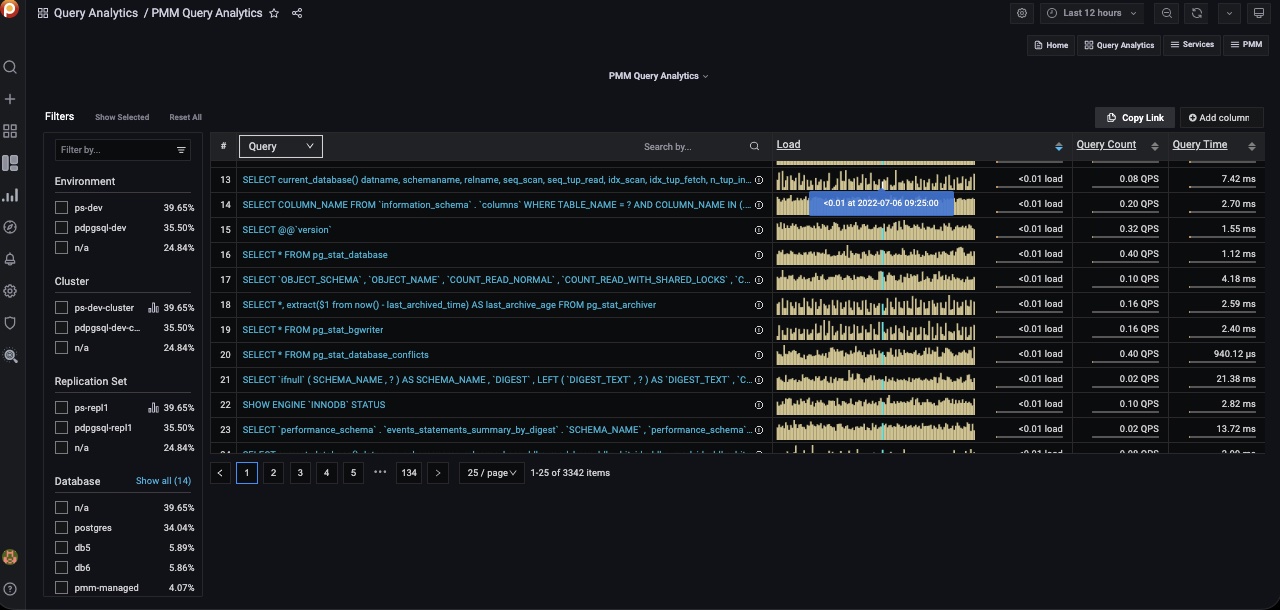 Query Analytics / PMM Query Analytics
Last 12 hours
Home
Query Analytics
Services
PMM
PMM Query Analytics
Filters
Show Selected
Reset All
Copy Link
Add column
Filter by...
Environment
ps-dev 39.65%
pdpgsql-dev 35.50%
n/a 24.84%
Cluster
ps-dev-cluster 39.65%
pdpgsql-dev-c... 35.50%
n/a 24.84%
Replication Set
ps-repl1 39.65%
pdpgsql-repl1 35.50%
n/a 24.84%
Database Show all (14)
n/a 39.65%
postgres 34.04%
db5 5.89%
db6 5.86%
pmm-managed 4.07%
# Query Search by... Load Query Count Query Time
13 SELECT current_database() datname, schemaname, relname, seq_scan, seq_tup_read, idx_scan, idx_tup_fetch, n_tup_in... <0.01 load 0.08 QPS 7.42 ms
14 SELECT COLUMN_NAME FROM `information_schema` . `columns` WHERE TABLE_NAME = ? AND COLUMN_NAME IN (... <0.01 load 0.20 QPS 2.70 ms
<0.01 at 2022-07-06 09:25:00
15 SELECT @@`version` <0.01 load 0.32 QPS 1.55 ms
16 SELECT * FROM pg_stat_database <0.01 load 0.40 QPS 1.12 ms
17 SELECT `OBJECT_SCHEMA` , `OBJECT_NAME` , `COUNT_READ_NORMAL` , `COUNT_READ_WITH_SHARED_LOCKS` , `C... <0.01 load 0.10 QPS 4.18 ms
18 SELECT *, extract($1 from now() - last_archived_time) AS last_archive_age FROM pg_stat_archiver <0.01 load 0.16 QPS 2.59 ms
19 SELECT * FROM pg_stat_bgwriter <0.01 load 0.16 QPS 2.40 ms
20 SELECT * FROM pg_stat_database_conflicts <0.01 load 0.40 QPS 940.12 µs
21 SELECT `ifnull` ( SCHEMA_NAME , ? ) AS SCHEMA_NAME , `DIGEST` , LEFT ( `DIGEST_TEXT` , ? ) AS `DIGEST_TEXT` , `C... <0.01 load 0.02 QPS 21.38 ms
22 SHOW ENGINE `INNODB` STATUS <0.01 load 0.10 QPS 2.82 ms
23 SELECT `performance_schema` . `events_statements_summary_by_digest` . `SCHEMA_NAME` , `performance_schema`... <0.01 load 0.02 QPS 13.72 ms
1 2 3 4 5 ••• 134 25 / page 1-25 of 3342 items